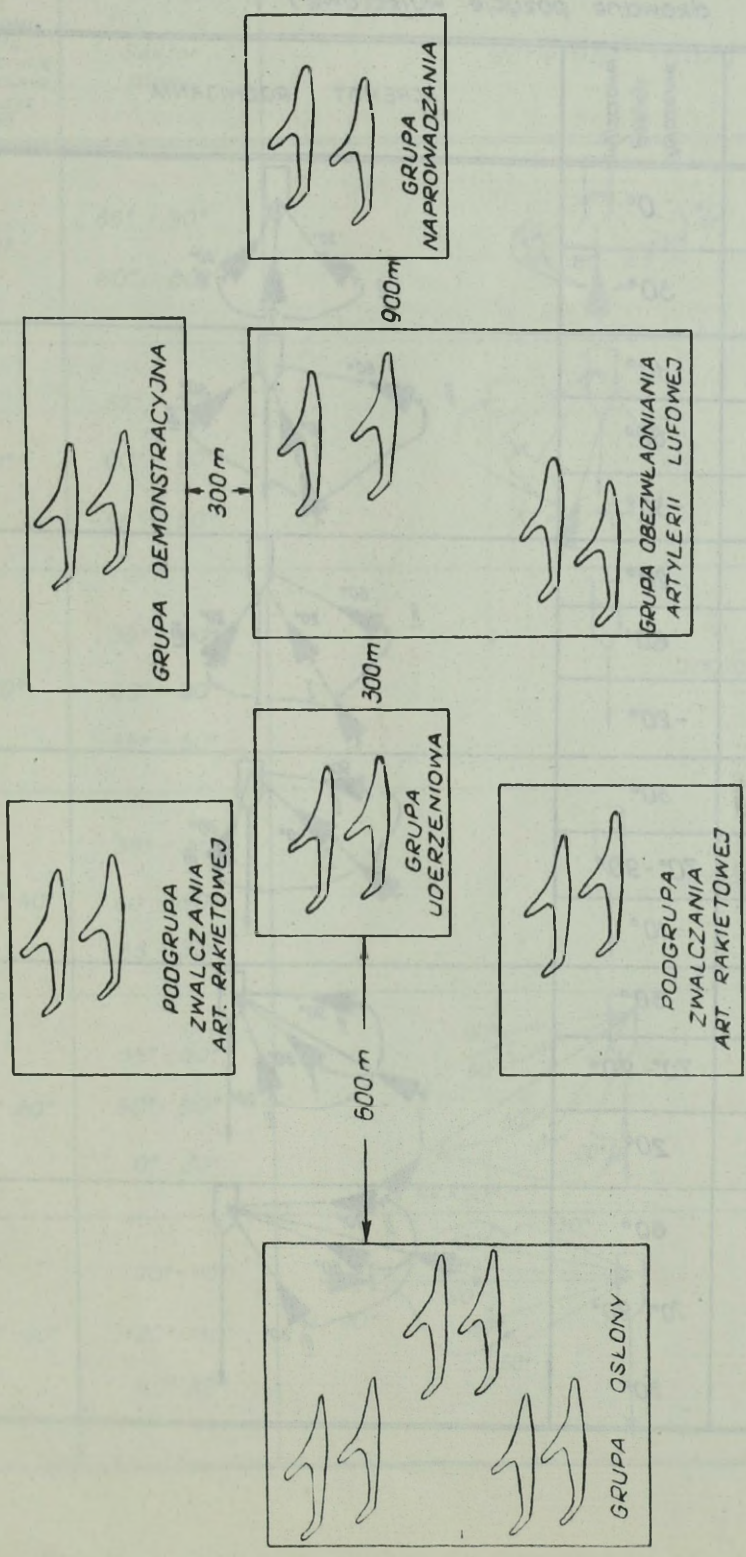 GRUPA
NAPROWADZANIA
900m
GRUPA DEMONSTRACYJNA
300m
GRUPA OBEZWŁADNIANIA
ARTYLERII LUFOWEJ
300m
PODGRUPA
ZWALCZANIA
ART. RAKIETOWEJ
GRUPA
UDERZENIOWA
PODGRUPA
ZWALCZANIA
ART. RAKIETOWEJ
600m
GRUPA OSŁONY